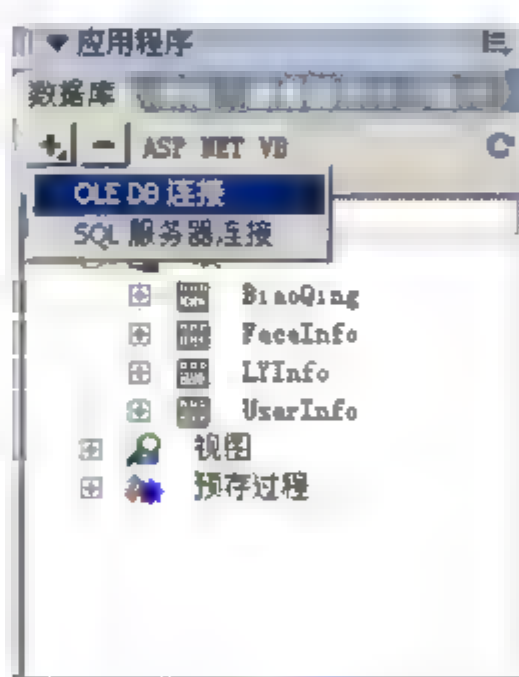 应用程序
数据库
ASP NET VB
OLE DB 连接
SQL 服务器连接
BiaoQing
FaceInfo
LYInfo
UserInfo
视图
预存过程